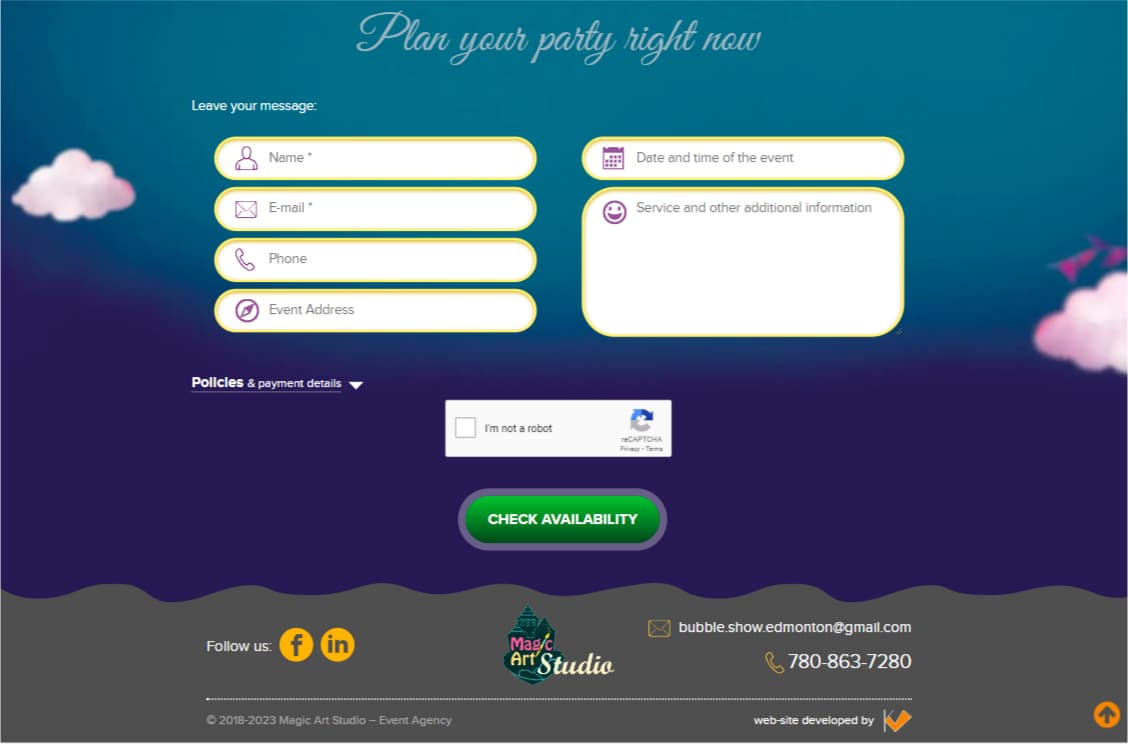 Plan your party right now
Leave your message:
Name *
Date and time of the event
E-mail *
Service and other additional information
Phone
Event Address
Policies & payment details
I'm not a robot
reCAPTCHA
Privacy - Terms
CHECK AVAILABILITY
Follow us:
f
in
Magic
Art Studio
bubble.show.edmonton@gmail.com
780-863-7280
© 2018-2023 Magic Art Studio – Event Agency
web-site developed by